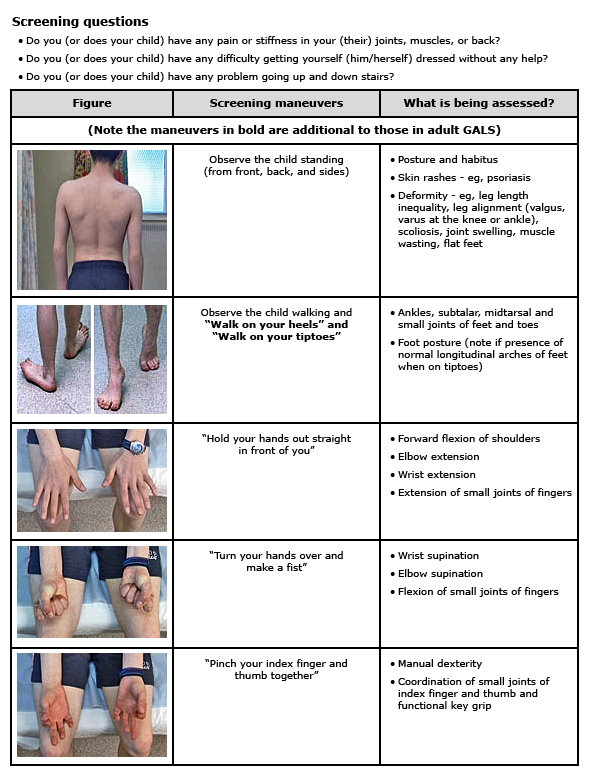 Screening questions
• Do you (or does your child) have any pain or stiffness in your (their) joints, muscles, or back?
• Do you (or does your child) have any difficulty getting yourself (him/herself) dressed without any help?
• Do you (or does your child) have any problem going up and down stairs?
Figure
Screening maneuvers
What is being assessed?
(Note the maneuvers in bold are additional to those in adult GALS)
Observe the child standing
(from front, back, and sides)
• Posture and habitus
• Skin rashes - eg, psoriasis
• Deformity - eg, leg length
inequality, leg alignment (valgus,
varus at the knee or ankle),
scoliosis, joint swelling, muscle
wasting, flat feet
Observe the child walking and
“Walk on your heels” and
“Walk on your tiptoes”
• Ankles, subtalar, midtarsal and
small joints of feet and toes
• Foot posture (note if presence of
normal longitudinal arches of feet
when on tiptoes)
“Hold your hands out straight
in front of you”
• Forward flexion of shoulders
• Elbow extension
• Wrist extension
• Extension of small joints of fingers
“Turn your hands over and
make a fist”
• Wrist supination
• Elbow supination
• Flexion of small joints of fingers
“Pinch your index finger and
thumb together”
• Manual dexterity
• Coordination of small joints of
index finger and thumb and
functional key grip